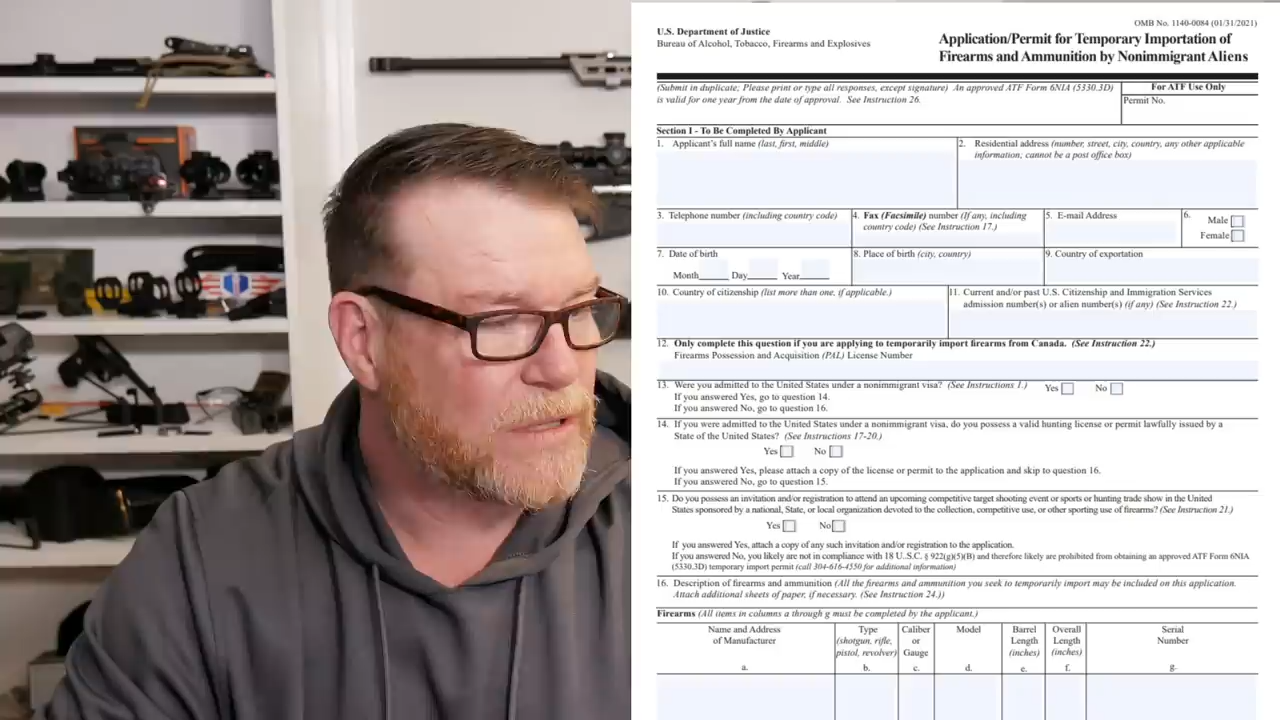 OMB No. 1140-0084 (01/31/2021)
U.S. Department of Justice
Bureau of Alcohol, Tobacco, Firearms and Explosives
Application/Permit for Temporary Importation of
Firearms and Ammunition by Nonimmigrant Aliens
(Submit in duplicate; Please print or type all responses, except signature) An approved ATF Form 6NIA (5330.3D)
is valid for one year from the date of approval. See Instruction 26.
For ATF Use Only
Permit No.
Section I - To Be Completed By Applicant
1. Applicant's full name (last, first, middle)
2. Residential address (number, street, city, country, any other applicable
information, cannot be a post office box)
3. Telephone number (including country code)
4. Fax (Facsimile) number (If any, including
country code) (See Instruction 17.)
5. E-mail Address
6.
Male
Female
7. Date of birth
Month Day Year
8. Place of birth (city, country)
9. Country of exportation
10. Country of citizenship (list more than one, if applicable.)
11. Current and/or past U.S. Citizenship and Immigration Services
admission number(s) or alien number(s) (if any) (See Instruction 22.)
12. Only complete this question if you are applying to temporarily import firearms from Canada. (See Instruction 22.)
Firearms Possession and Acquisition (PAL) License Number
13. Were you admitted to the United States under a nonimmigrant visa? (See Instructions 1.) Yes No
If you answered Yes, go to question 14.
If you answered No, go to question 16.
14. If you were admitted to the United States under a nonimmigrant visa, do you possess a valid hunting license or permit lawfully issued by a
State of the United States? (See Instructions 17-20.)
Yes No
If you answered Yes, please attach a copy of the license or permit to the application and skip to question 16.
If you answered No, go to question 15.
15. Do you possess an invitation and/or registration to attend an upcoming competitive target shooting event or sports or hunting trade show in the United
States sponsored by a national, State, or local organization devoted to the collection, competitive use, or other sporting use of firearms? (See Instruction 21.)
Yes No
If you answered Yes, attach a copy of any such invitation and/or registration to the application.
If you answered No, you likely are not in compliance with 18 U.S.C. § 922(g)(5)(B) and therefore likely are prohibited from obtaining an approved ATF Form 6NIA
(5330.3D) temporary import permit (call 304-616-4550 for additional information)
16. Description of firearms and ammunition (All the firearms and ammunition you seek to temporarily import may be included on this application.
Attach additional sheets of paper, if necessary. (See Instruction 24.))
Firearms (All items in columns a through g must be completed by the applicant.)
Name and Address
of Manufacturer
a.
Type
(shotgun, rifle,
pistol, revolver)
b.
Caliber
or
Gauge
c.
Model
d.
Barrel
Length
(inches)
e.
Overall
Length
(inches)
f.
Serial
Number
g.